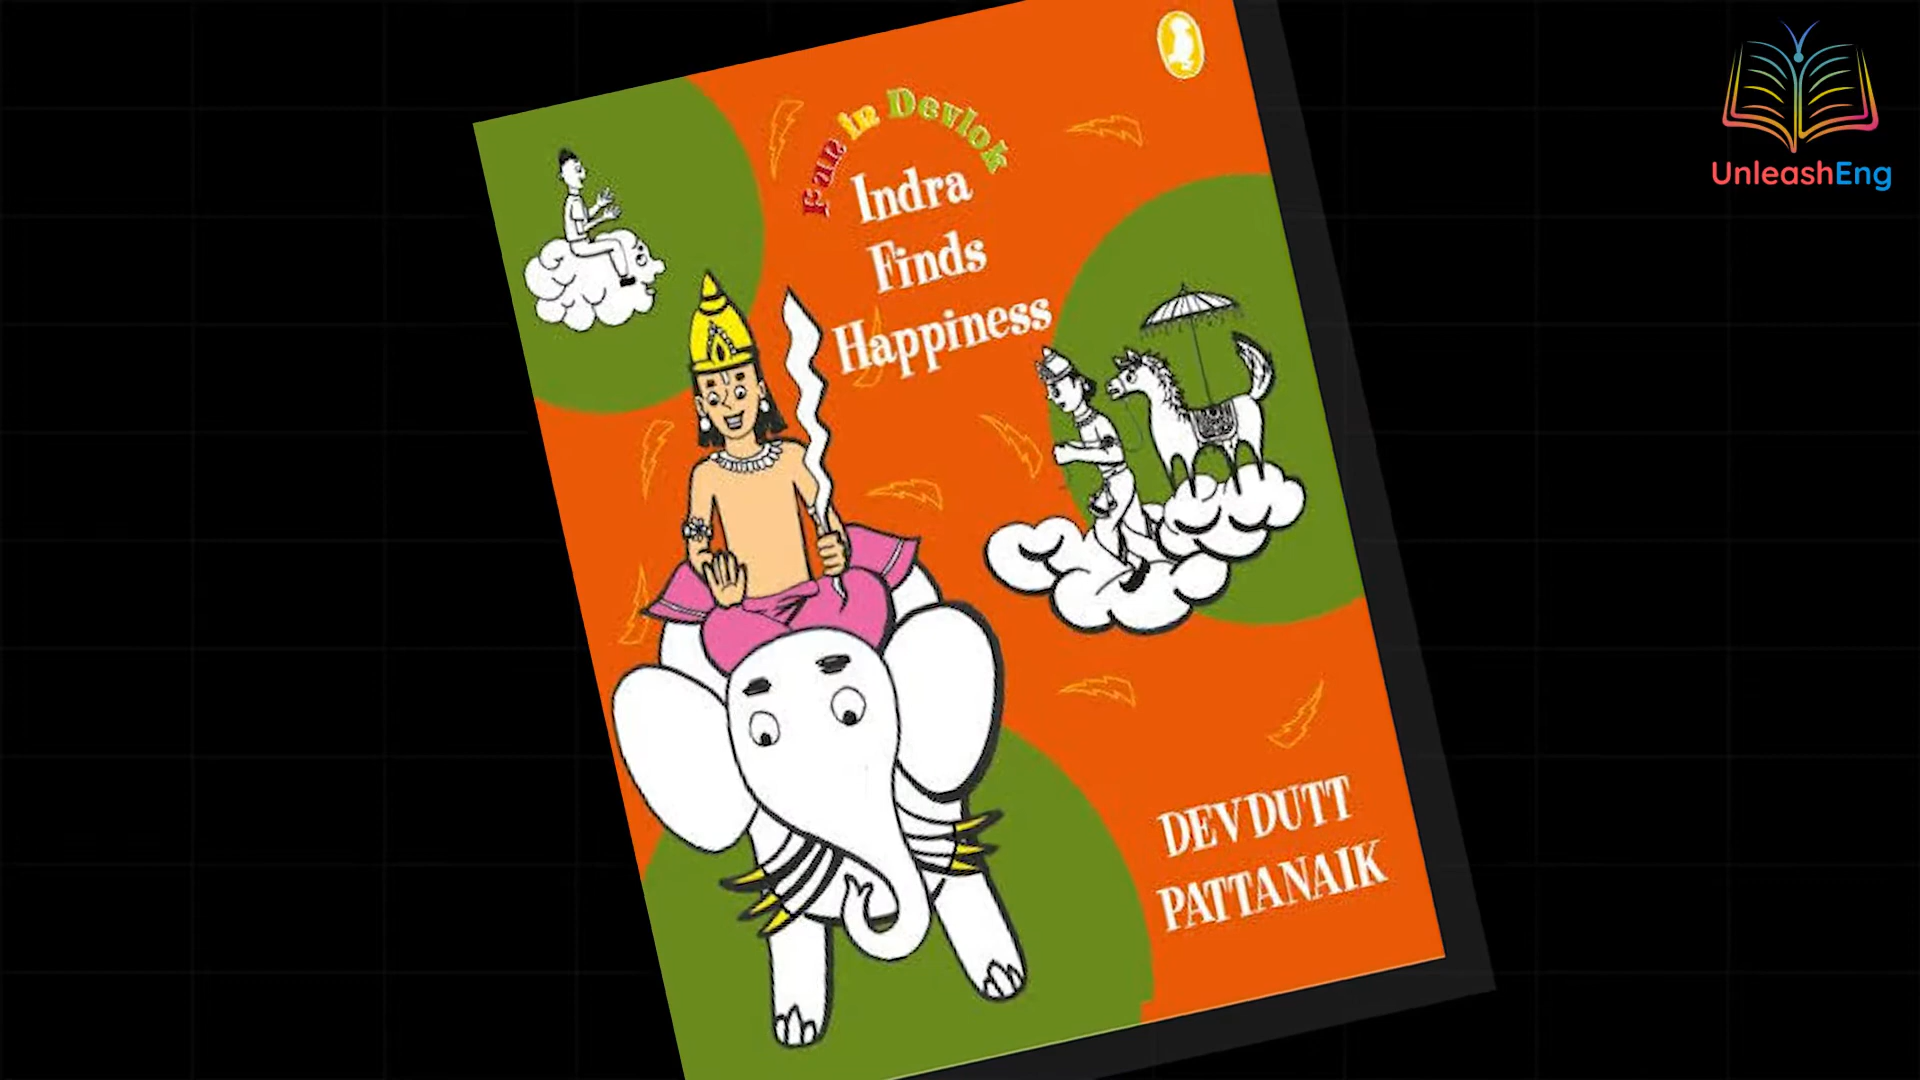 Fun in Devlok
Indra
Finds
Happiness
DEVDUTT
PATTANAIK
UnleashEng